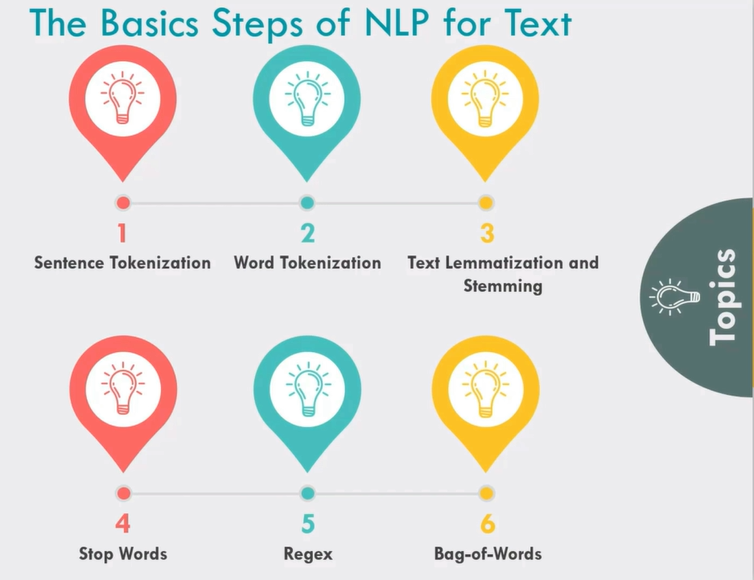 The Basics Steps of NLP for Text
1
2
3
Sentence Tokenization
Word Tokenization
Text Lemmatization and
Stemming
4
5
6
Stop Words
Regex
Bag-of-Words
Topics